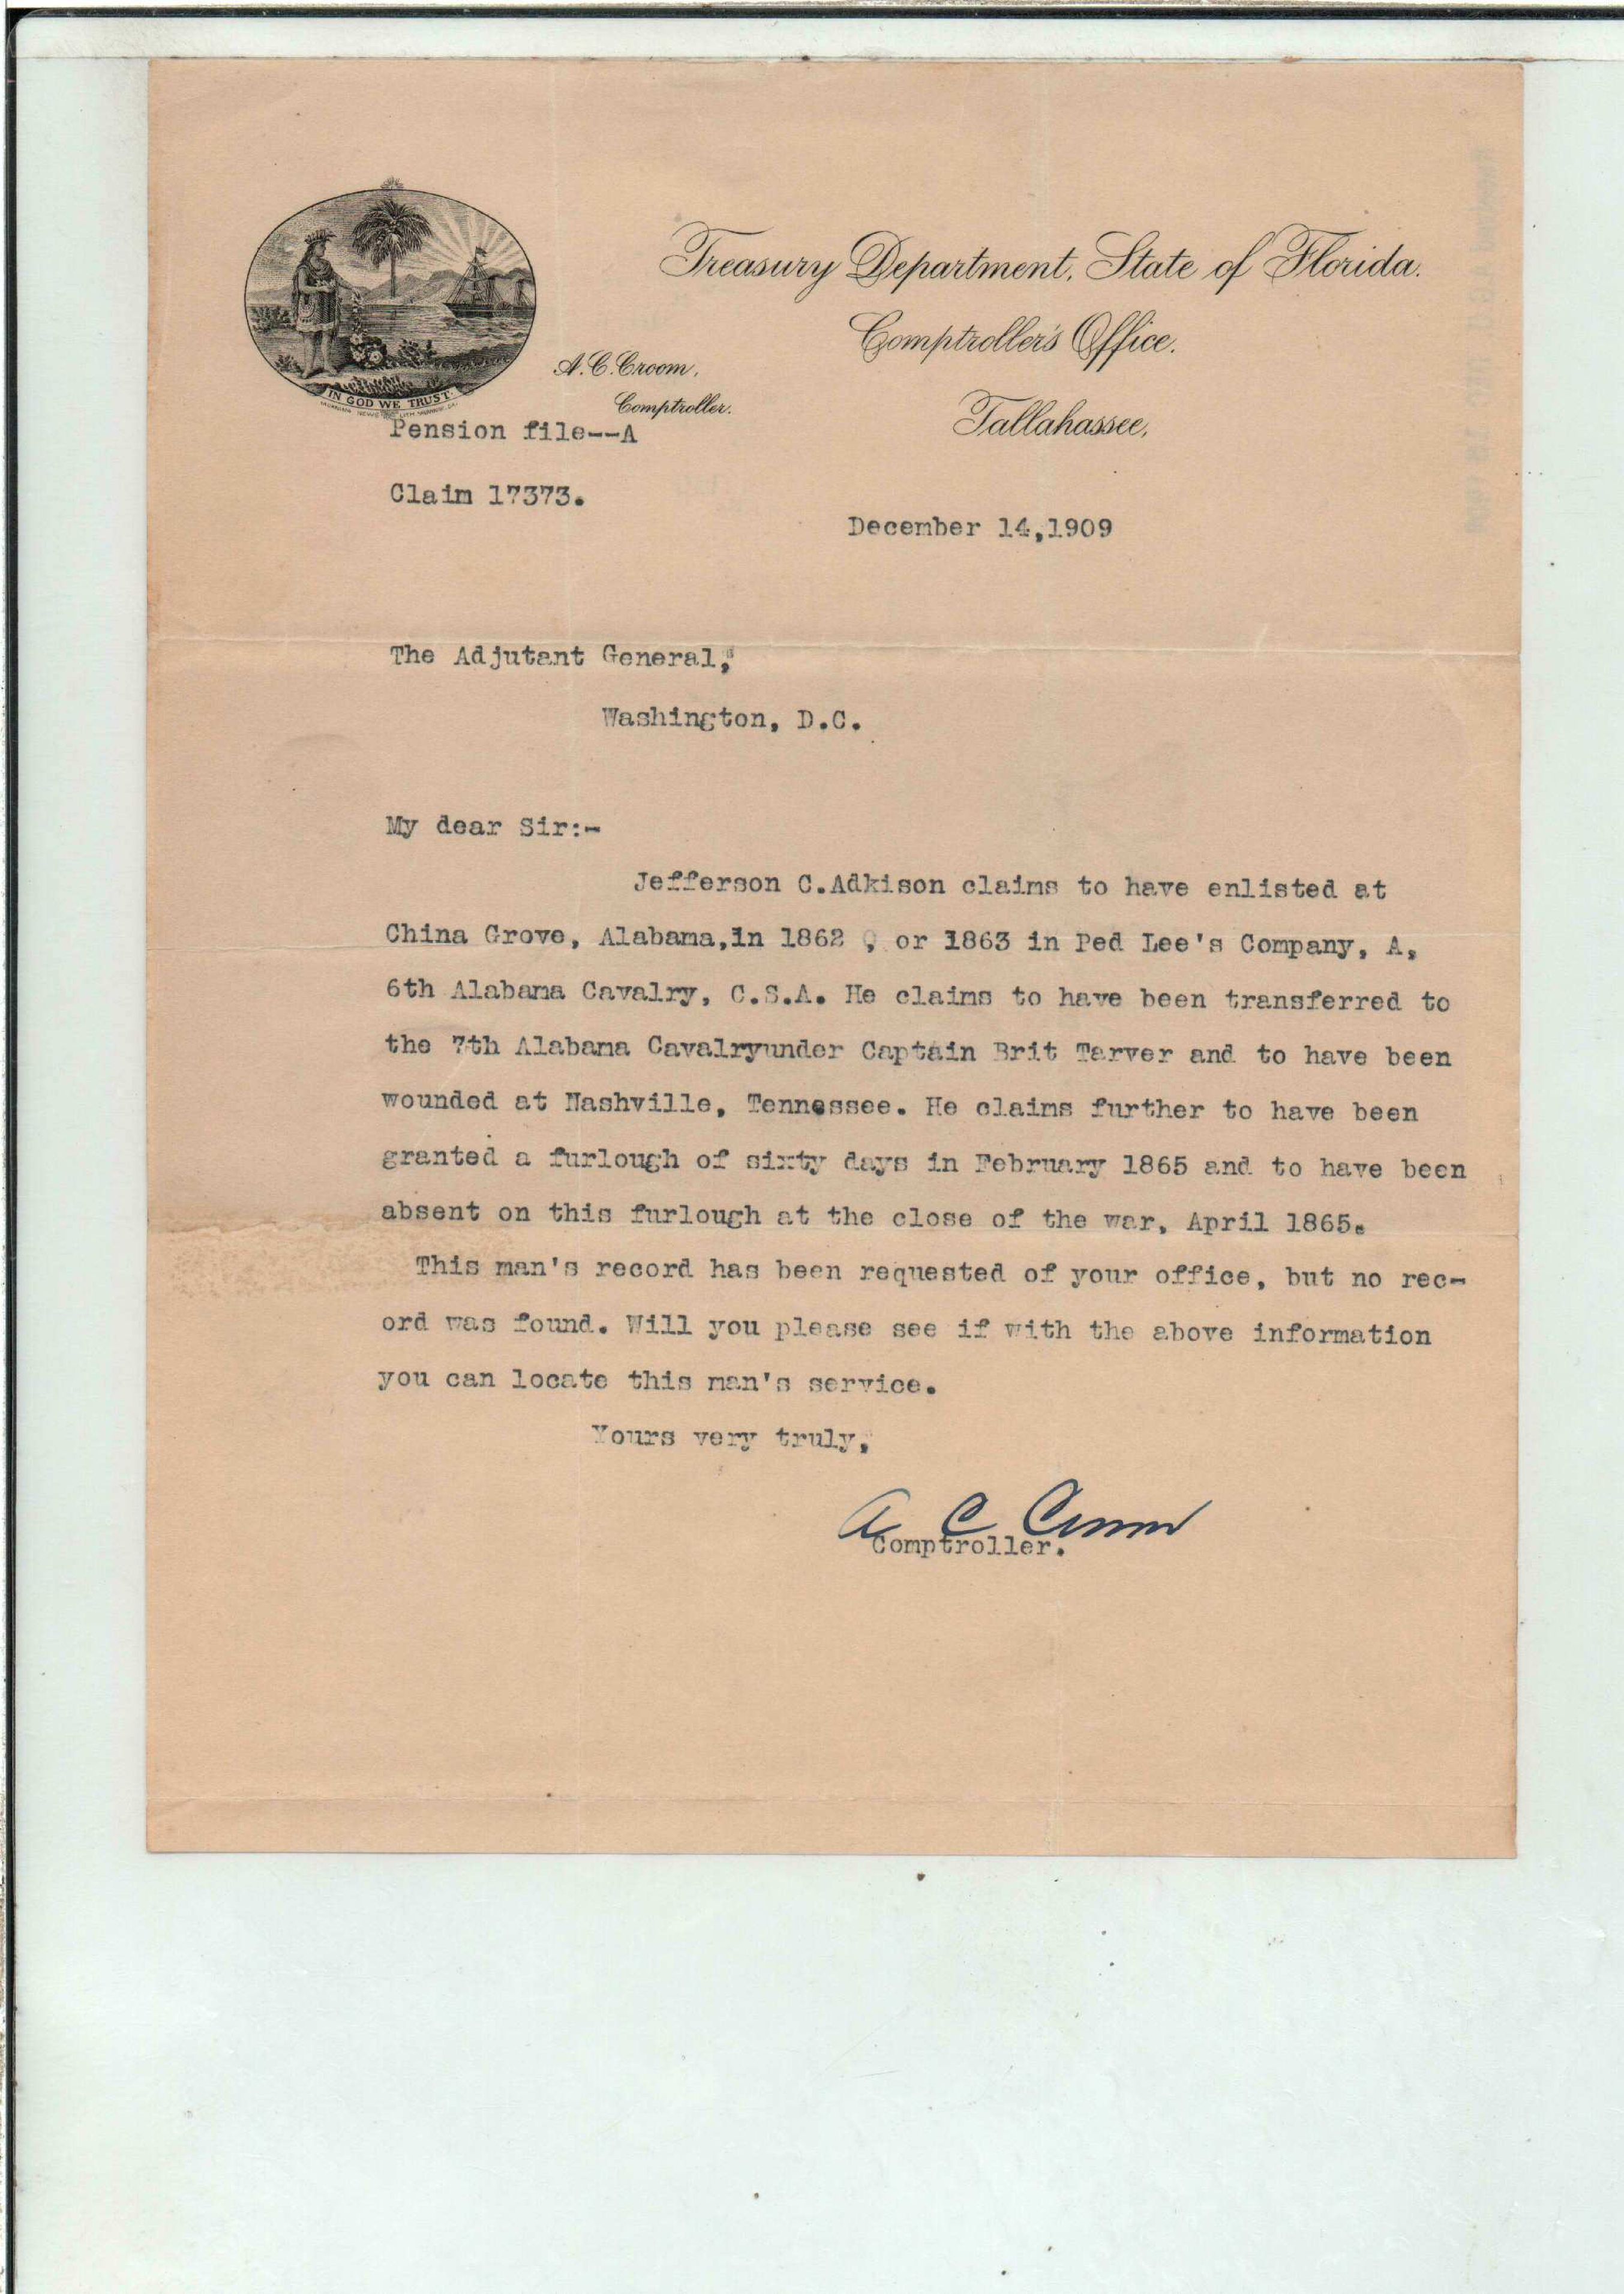 Treasury Department, State of Florida.
Comptroller's Office.
A.C. Croom,
Comptroller.
Tallahassee,
IN GOD WE TRUST
Pension file--A
Claim 17373.
December 14,1909
The Adjutant General,
Washington, D.C.
My dear Sir:-
Jefferson C.Adkison claims to have enlisted at
China Grove, Alabama,in 1862 , or 1863 in Ped Lee's Company, A,
6th Alabama Cavalry, C.S.A. He claims to have been transferred to
the 7th Alabama Cavalryunder Captain Brit Tarver and to have been
wounded at Nashville, Tennessee. He claims further to have been
granted a furlough of sixty days in February 1865 and to have been
absent on this furlough at the close of the war, April 1865.
This man's record has been requested of your office, but no rec-
ord was found. Will you please see if with the above information
you can locate this man's service.
Yours very truly,
A C Croom
Comptroller.